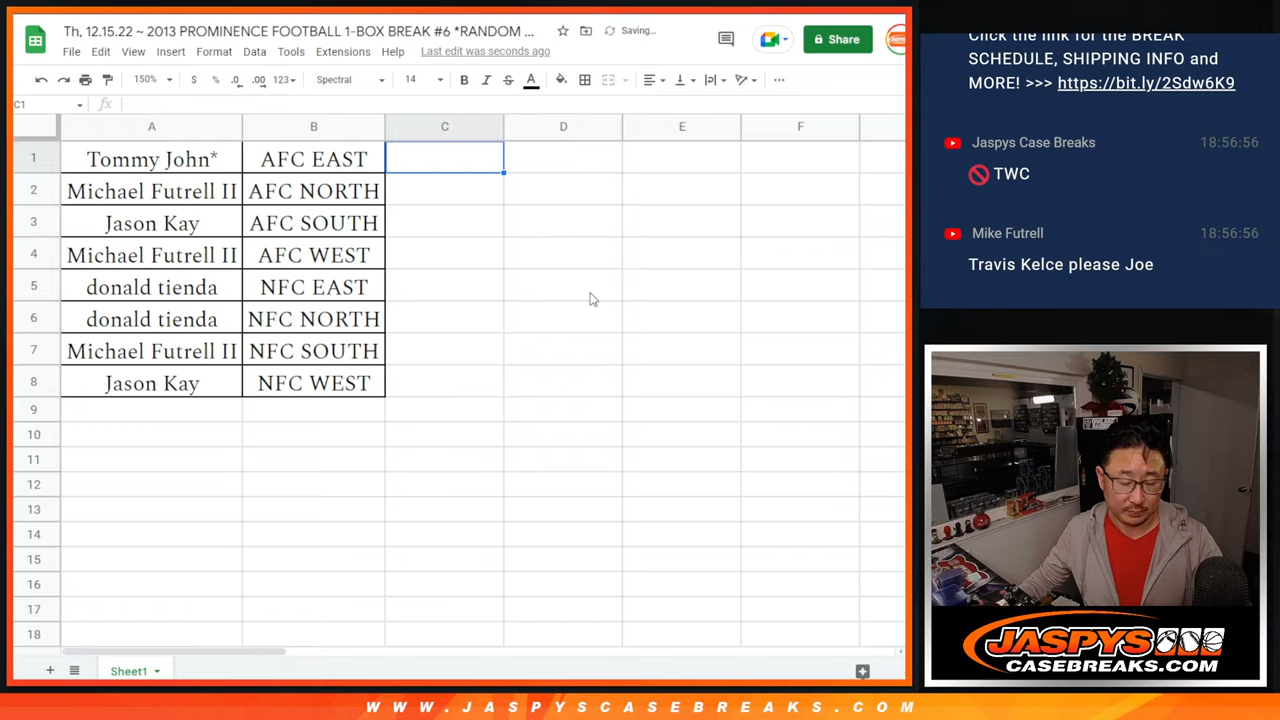 Th, 12.15.22 ~ 2013 PROMINENCE FOOTBALL 1-BOX BREAK #6 *RANDOM ...
Saving...
Share
File Edit View Insert Format Data Tools Extensions Help Last edit was seconds ago
150% $ % .0 .00 123 Spectral 14 B I S A
C1 fx
A B C D E F
1 Tommy John* AFC EAST
2 Michael Futrell II AFC NORTH
3 Jason Kay AFC SOUTH
4 Michael Futrell II AFC WEST
5 donald tienda NFC EAST
6 donald tienda NFC NORTH
7 Michael Futrell II NFC SOUTH
8 Jason Kay NFC WEST
9
10
11
12
13
14
15
16
17
18
+ Sheet1
Click the link for the BREAK
SCHEDULE, SHIPPING INFO and
MORE! >>> https://bit.ly/2Sdw6K9
Jaspys Case Breaks 18:56:56
🚫 TWC
Mike Futrell 18:56:56
Travis Kelce please Joe
JASPYS
CASEBREAKS.COM
WWW.JASPYSCASEBREAKS.COM